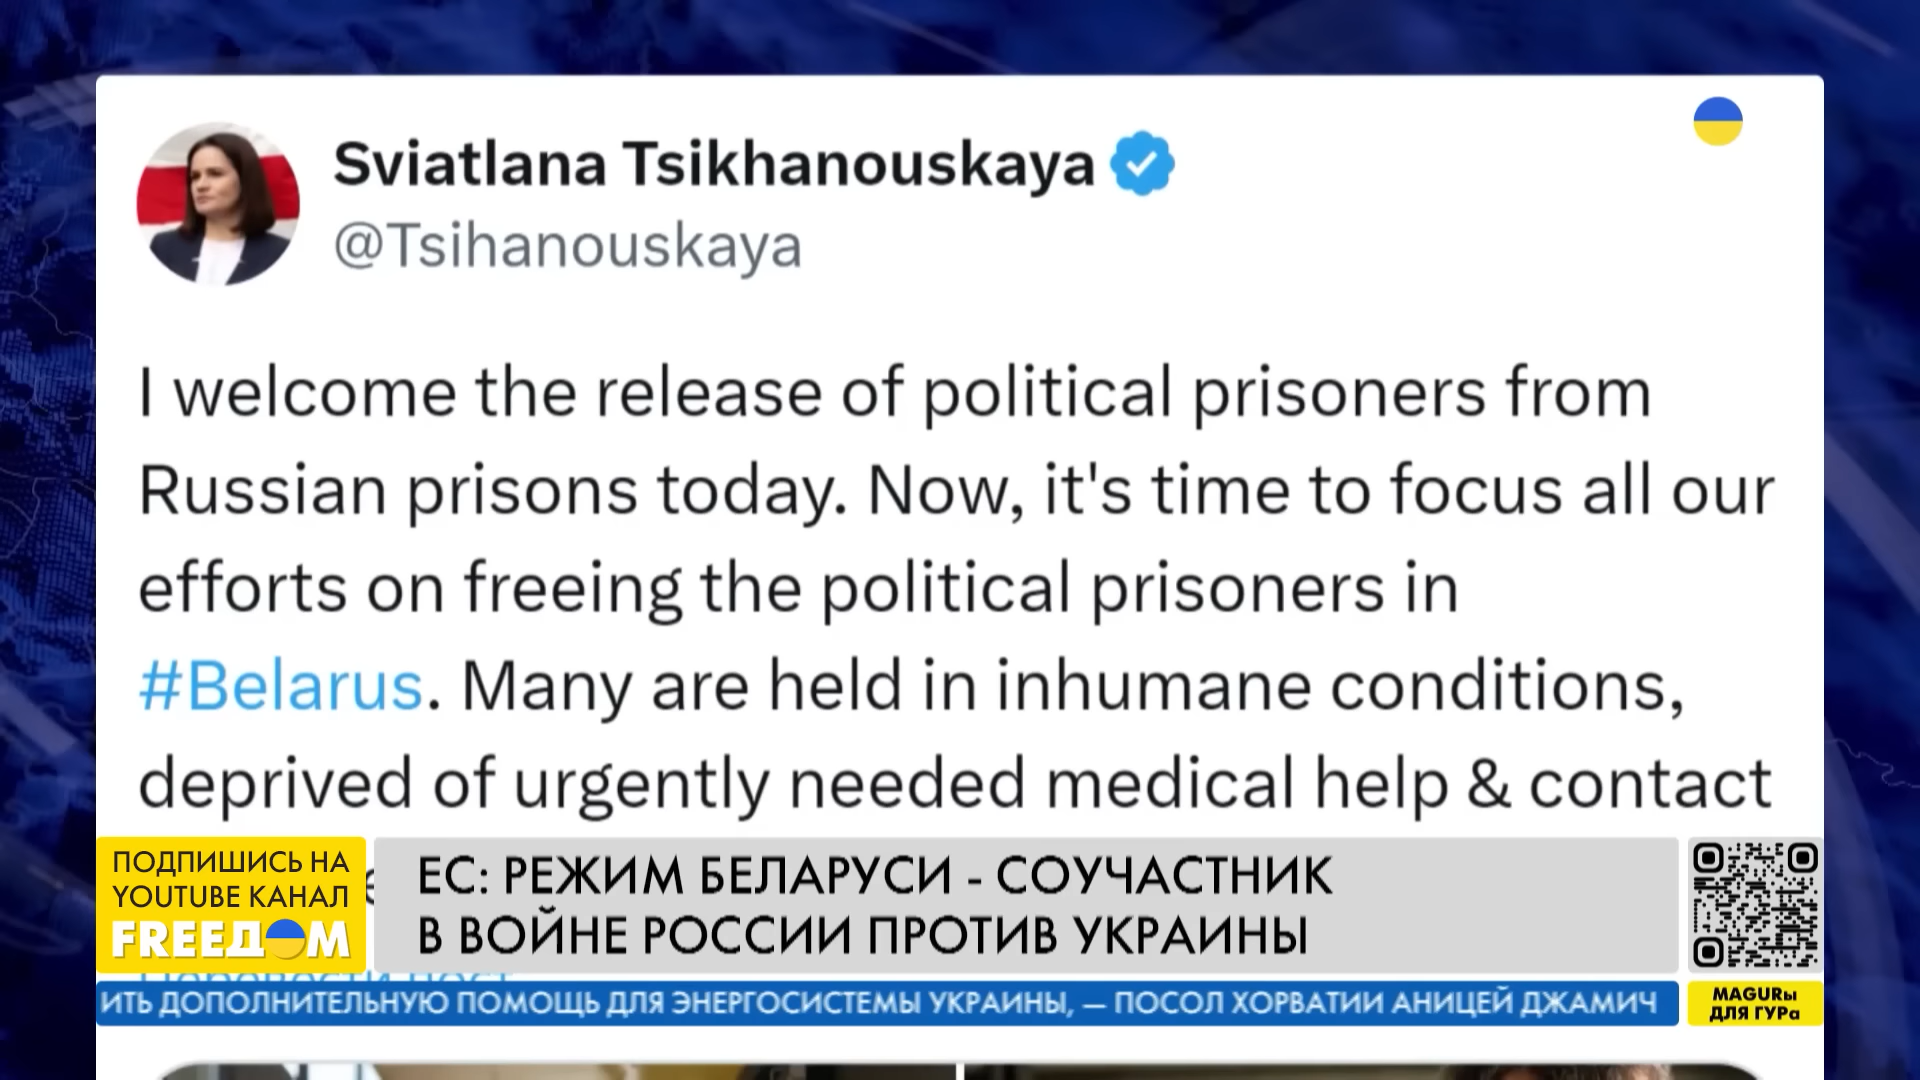 Sviatlana Tsikhanouskaya
@Tsihanouskaya
I welcome the release of political prisoners from
Russian prisons today. Now, it's time to focus all our
efforts on freeing the political prisoners in
#Belarus. Many are held in inhumane conditions,
deprived of urgently needed medical help & contact
ПОДПИШИСЬ НА
YOUTUBE КАНАЛ
FREEДОМ
ЕС: РЕЖИМ БЕЛАРУСИ - СОУЧАСТНИК
В ВОЙНЕ РОССИИ ПРОТИВ УКРАИНЫ
Перевести пост
ИТЬ ДОПОЛНИТЕЛЬНУЮ ПОМОЩЬ ДЛЯ ЭНЕРГОСИСТЕМЫ УКРАИНЫ, — ПОСОЛ ХОРВАТИИ АНИЦЕЙ ДЖАМИЧ
MAGURы
ДЛЯ ГУРа